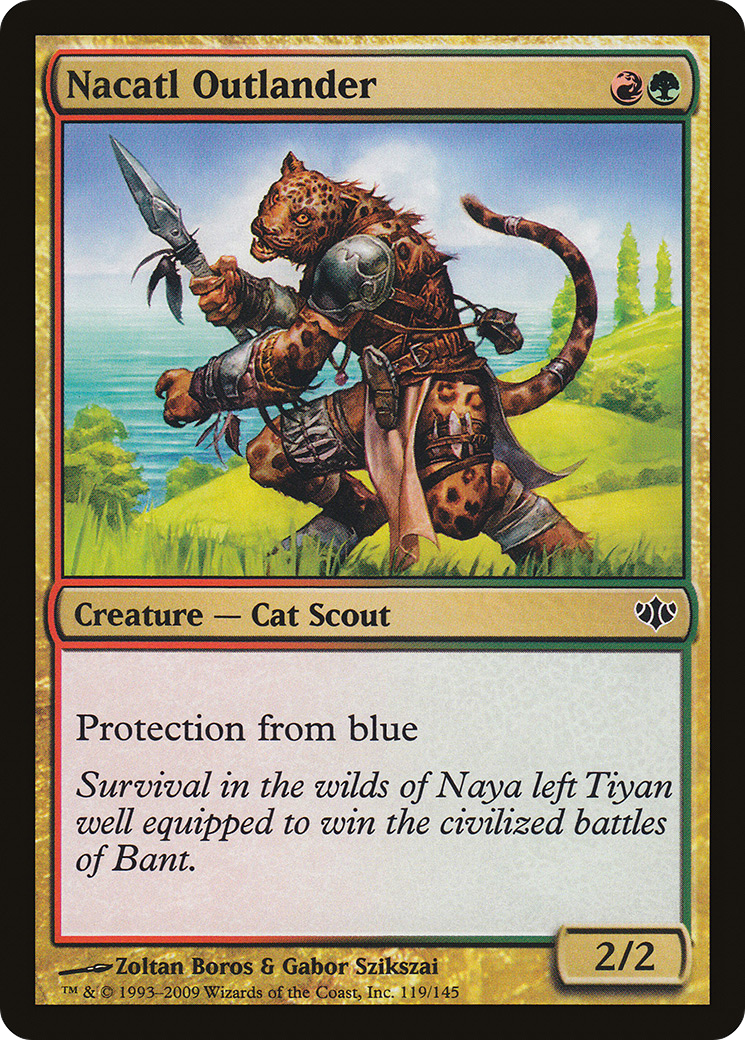 Nacatl Outlander
Creature — Cat Scout
Protection from blue
Survival in the wilds of Naya left Tiyan
well equipped to win the civilized battles
of Bant.
2/2
Zoltan Boros & Gabor Szikszai
™ & © 1993–2009 Wizards of the Coast, Inc. 119/145